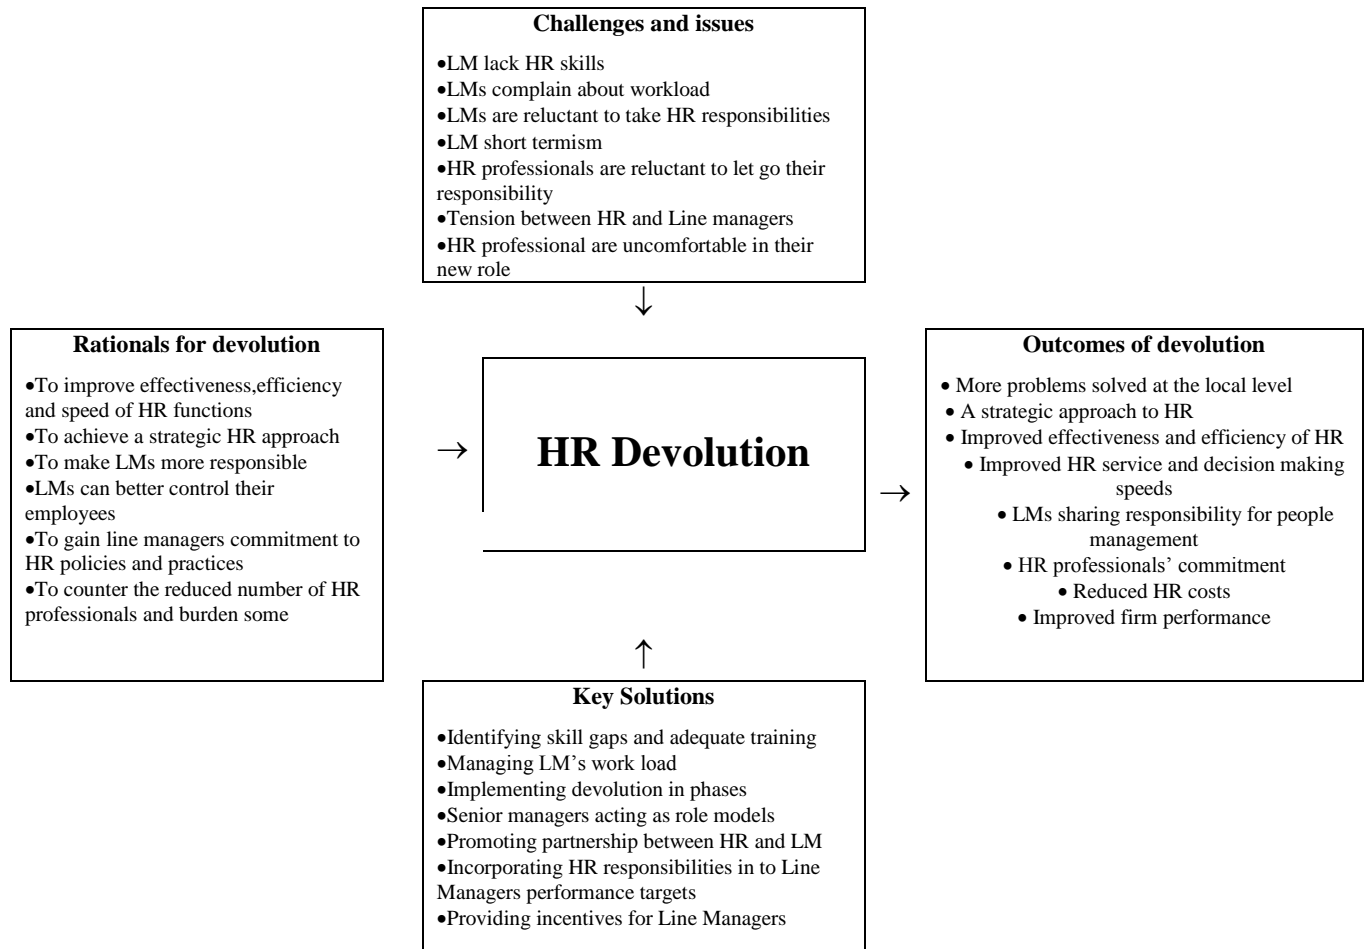 Challenges and issues
•LM lack HR skills
•LMs complain about workload
•LMs are reluctant to take HR responsibilities
•LM short termism
•HR professionals are reluctant to let go their
responsibility
•Tension between HR and Line managers
•HR professional are uncomfortable in their
new role
↓
Rationals for devolution
•To improve effectiveness,efficiency
and speed of HR functions
•To achieve a strategic HR approach
•To make LMs more responsible
•LMs can better control their
employees
•To gain line managers commitment to
HR policies and practices
•To counter the reduced number of HR
professionals and burden some
→
HR Devolution
→
Outcomes of devolution
• More problems solved at the local level
• A strategic approach to HR
• Improved effectiveness and efficiency of HR
• Improved HR service and decision making
speeds
• LMs sharing responsibility for people
management
• HR professionals’ commitment
• Reduced HR costs
• Improved firm performance
↑
Key Solutions
•Identifying skill gaps and adequate training
•Managing LM’s work load
•Implementing devolution in phases
•Senior managers acting as role models
•Promoting partnership between HR and LM
•Incorporating HR responsibilities in to Line
Managers performance targets
•Providing incentives for Line Managers